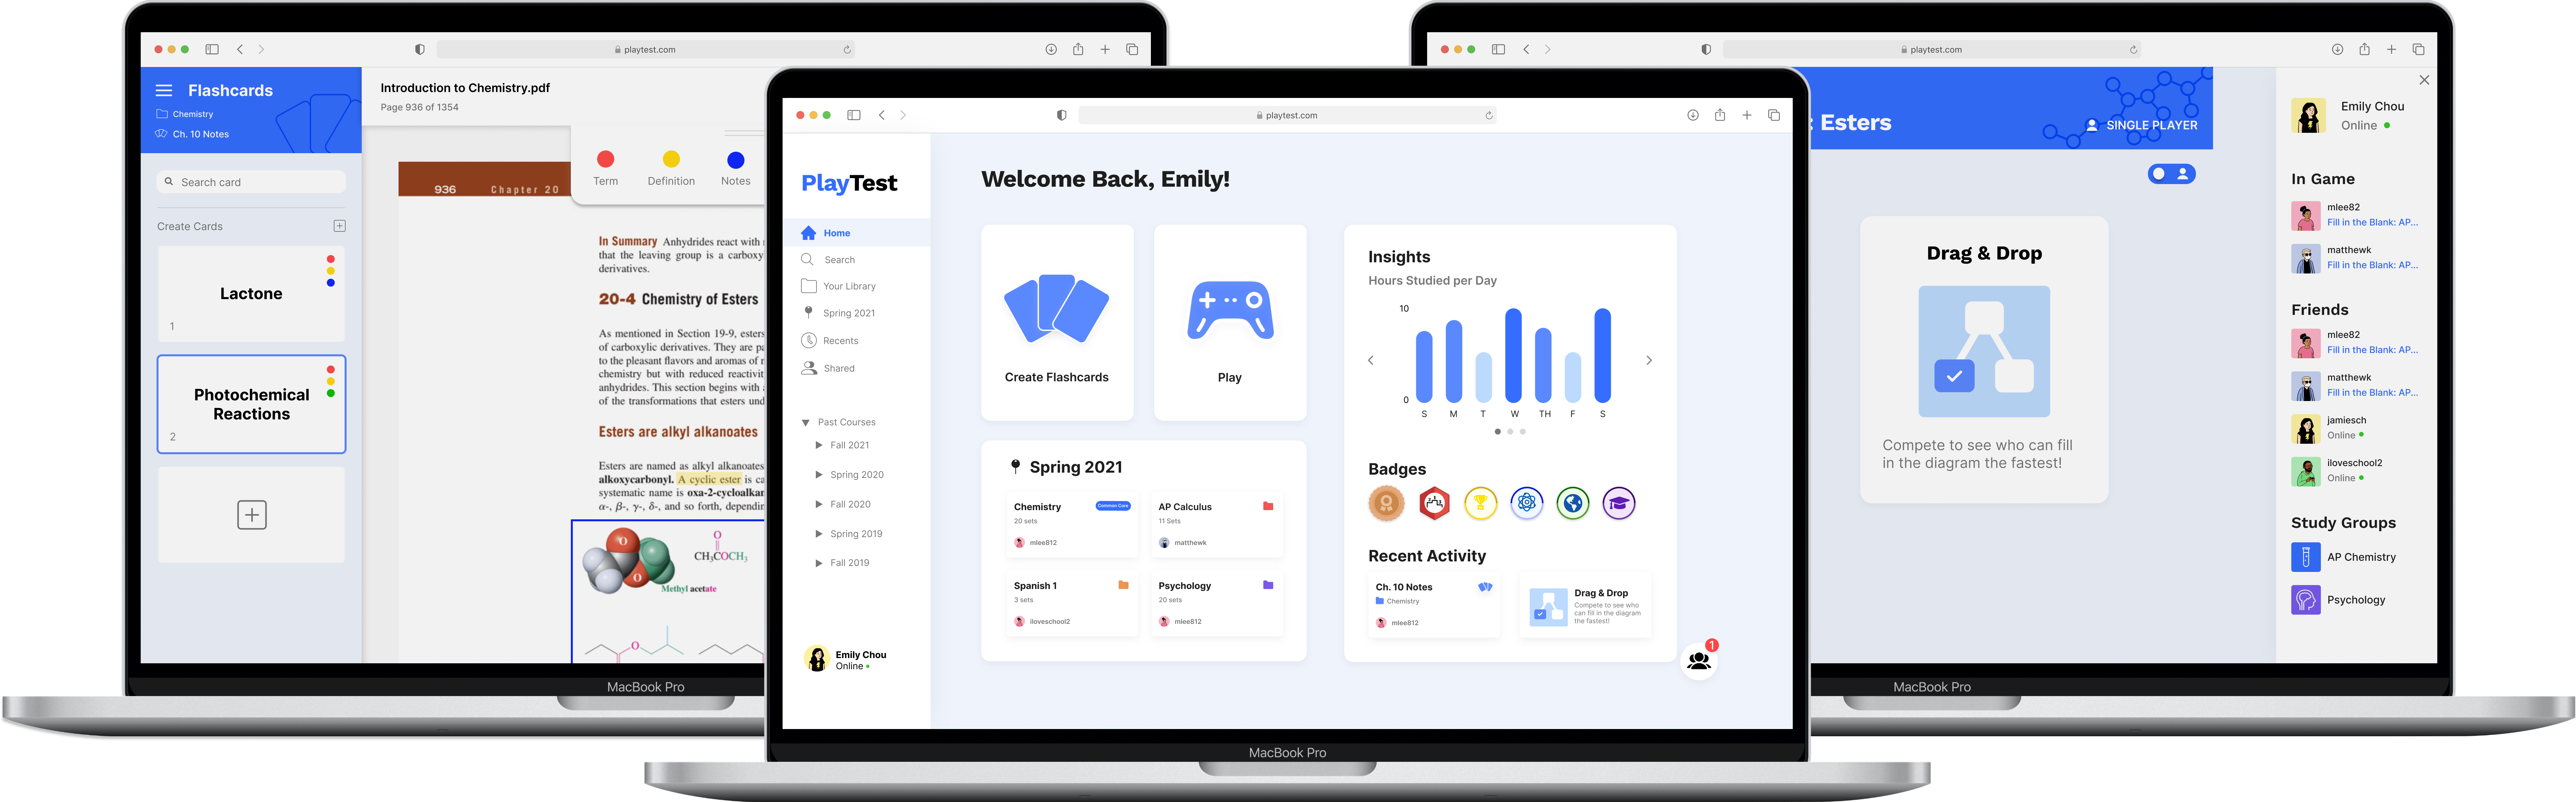 playtest.com
Flashcards
Chemistry
Ch. 10 Notes
Search card
Create Cards
Lactone
1
Photochemical
Reactions
2
Introduction to Chemistry.pdf
Page 936 of 1354
Term
Definition
Notes
936 Chapter 20
In Summary Anhydrides react with
that the leaving group is a carboxy
derivatives.
20-4 Chemistry of Esters
As mentioned in Section 19-9, esters
of carboxylic derivatives. They are pa
to the pleasant flavors and aromas of
chemistry but with reduced reactivit
anhydrides. This section begins with
of the transformations that esters und
Esters are alkyl alkanoates
Esters are named as alkyl alkanoates
alkoxycarbonyl. A cyclic ester is ca
systematic name is oxa-2-cycloalkan
α-, β-, γ-, δ-, and so forth, dependin
O
O
O
CH₃COCH₃
Methyl acetate
O
MacBook Pro
playtest.com
PlayTest
Home
Search
Your Library
Spring 2021
Recents
Shared
Past Courses
Fall 2021
Spring 2020
Fall 2020
Spring 2019
Fall 2019
Emily Chou
Online
Welcome Back, Emily!
Create Flashcards
Play
Spring 2021
Chemistry
Common Core
20 sets
mlee812
AP Calculus
11 Sets
matthewk
Spanish 1
3 sets
iloveschool2
Psychology
20 sets
mlee812
Insights
Hours Studied per Day
10
0
S M T W TH F S
Badges
Recent Activity
Ch. 10 Notes
Chemistry
mlee812
Drag & Drop
Compete to see who
can fill in the diagram
the fastest!
1
MacBook Pro
playtest.com
: Esters
SINGLE PLAYER
Drag & Drop
Compete to see who can fill
in the diagram the fastest!
Emily Chou
Online
In Game
mlee82
Fill in the Blank: AP...
matthewk
Fill in the Blank: AP...
Friends
mlee82
Fill in the Blank: AP...
matthewk
Fill in the Blank: AP...
jamiesch
Online
iloveschool2
Online
Study Groups
AP Chemistry
Psychology
MacBook Pro